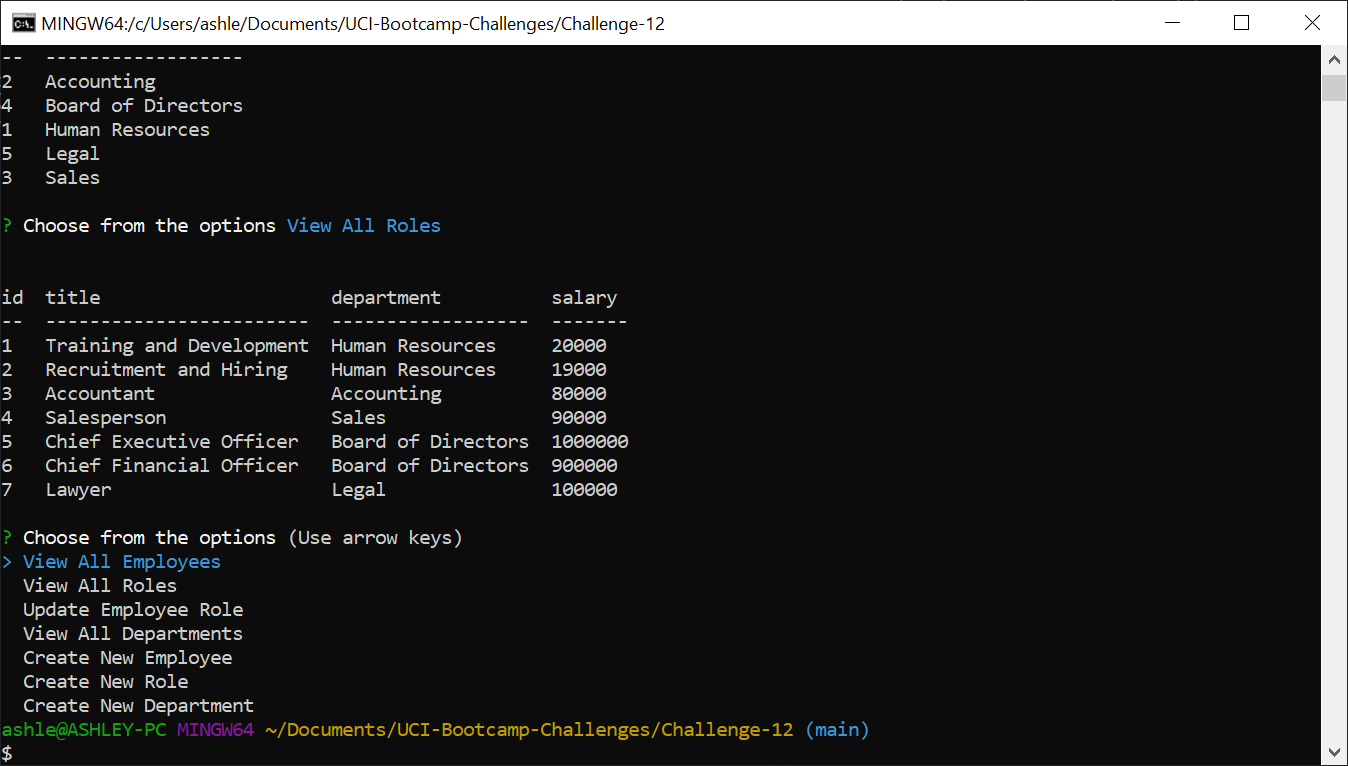 MINGW64:/c/Users/ashle/Documents/UCI-Bootcamp-Challenges/Challenge-12
--  ------------------
2   Accounting
4   Board of Directors
1   Human Resources
5   Legal
3   Sales
? Choose from the options View All Roles
id  title                     department          salary
--  ------------------------  ------------------  -------
1   Training and Development  Human Resources     20000
2   Recruitment and Hiring    Human Resources     19000
3   Accountant                Accounting          80000
4   Salesperson               Sales               90000
5   Chief Executive Officer   Board of Directors  1000000
6   Chief Financial Officer   Board of Directors  900000
7   Lawyer                    Legal               100000
? Choose from the options (Use arrow keys)
> View All Employees
  View All Roles
  Update Employee Role
  View All Departments
  Create New Employee
  Create New Role
  Create New Department
ashle@ASHLEY-PC MINGW64 ~/Documents/UCI-Bootcamp-Challenges/Challenge-12 (main)
$